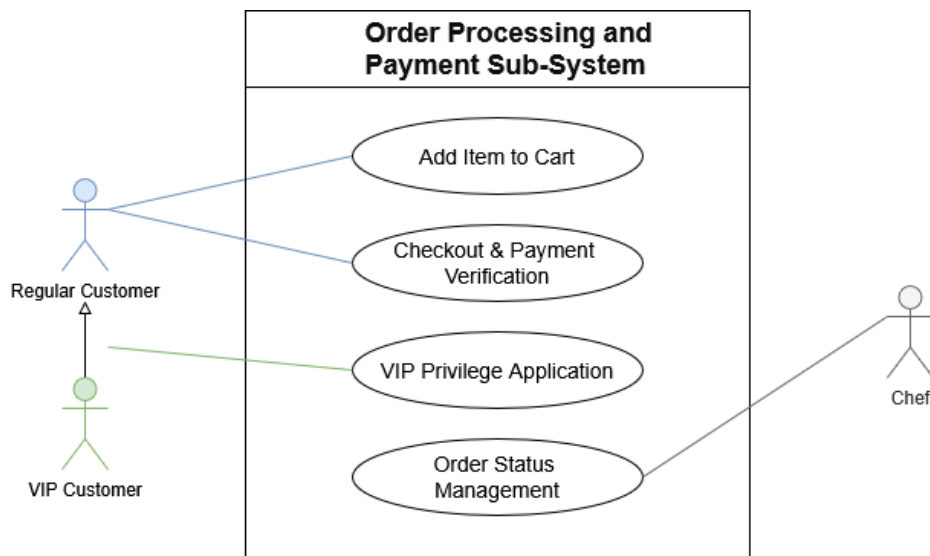 Order Processing and
Payment Sub-System
Add Item to Cart
Checkout & Payment
Verification
Regular Customer
VIP Privilege Application
Chef
Order Status
Management
VIP Customer